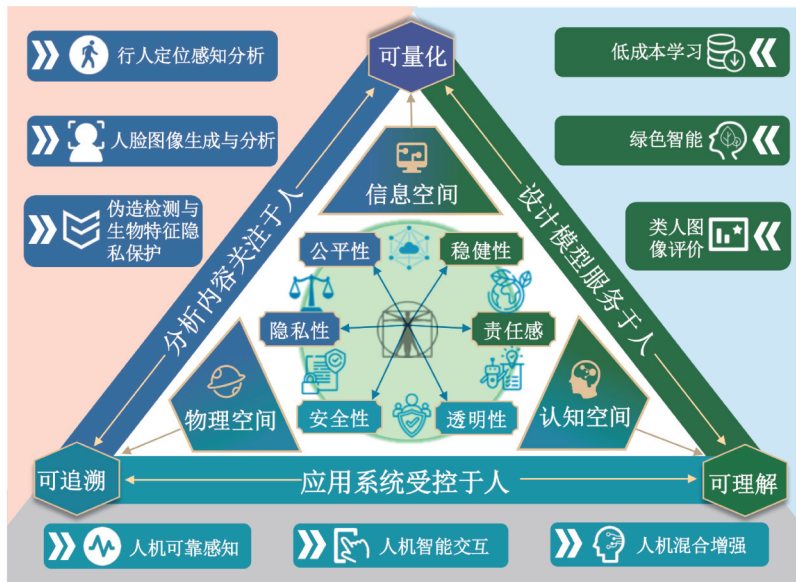 可量化
行人定位感知分析
人脸图像生成与分析
伪造检测与
生物特征隐
私保护
低成本学习
绿色智能
类人图
像评价
分析内容关注于人
设计模型服务于人
信息空间
公平性
稳健性
隐私性
责任感
安全性
透明性
物理空间
认知空间
可追溯
应用系统受控于人
可理解
人机可靠感知
人机智能交互
人机混合增强